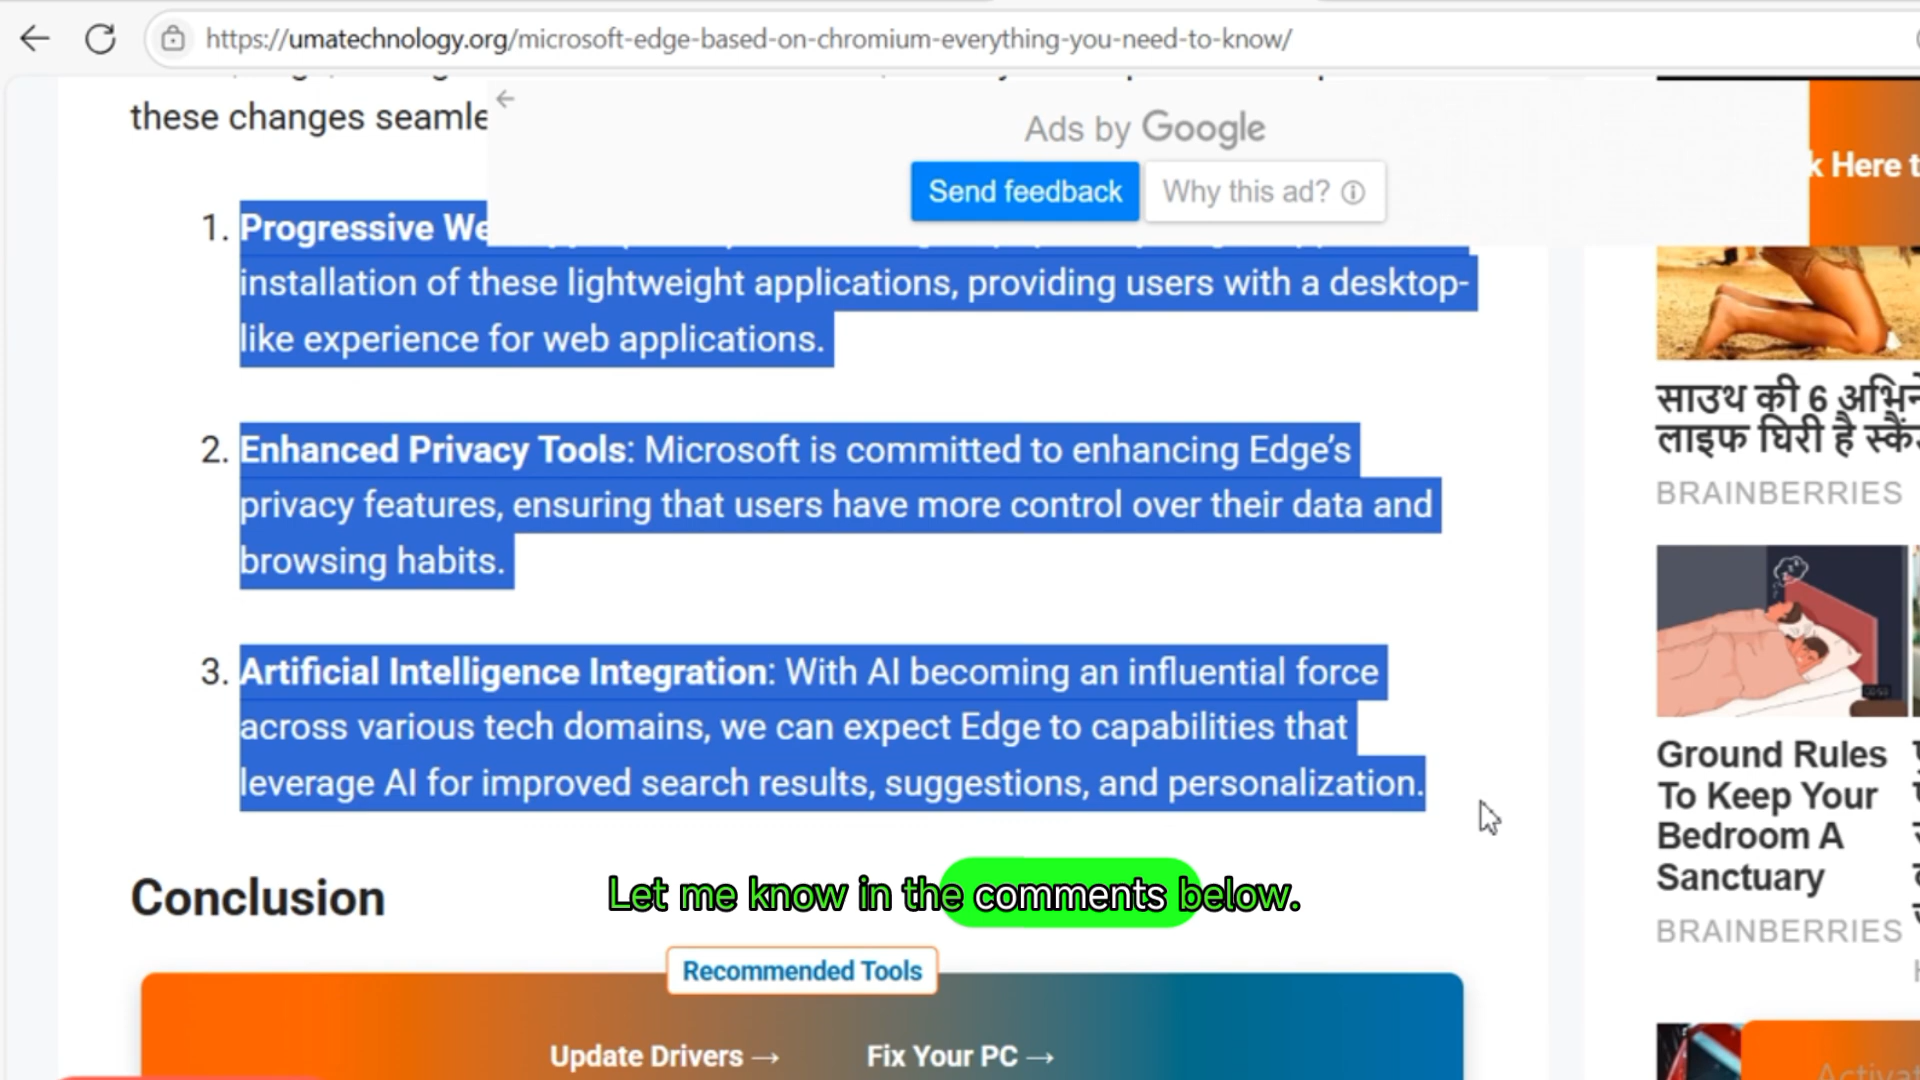 https://umatechnology.org/microsoft-edge-based-on-chromium-everything-you-need-to-know/
these changes
Ads by Google
Send feedback
Why this ad?
Here
1. Progressive
installation of these lightweight applications, providing users with a desktop-
like experience for web applications.
2. Enhanced Privacy Tools: Microsoft is committed to enhancing Edge’s
privacy features, ensuring that users have more control over their data and
browsing habits.
3. Artificial Intelligence Integration: With AI becoming an influential force
across various tech domains, we can expect Edge to capabilities that
leverage AI for improved search results, suggestions, and personalization.
Conclusion
Let me know in the comments below.
Recommended Tools
Update Drivers →
Fix Your PC →
साउथ की 6
लाइफ घिरी है
BRAINBERRIES
Ground Rules
To Keep Your
Bedroom A
Sanctuary
BRAINBERRIES